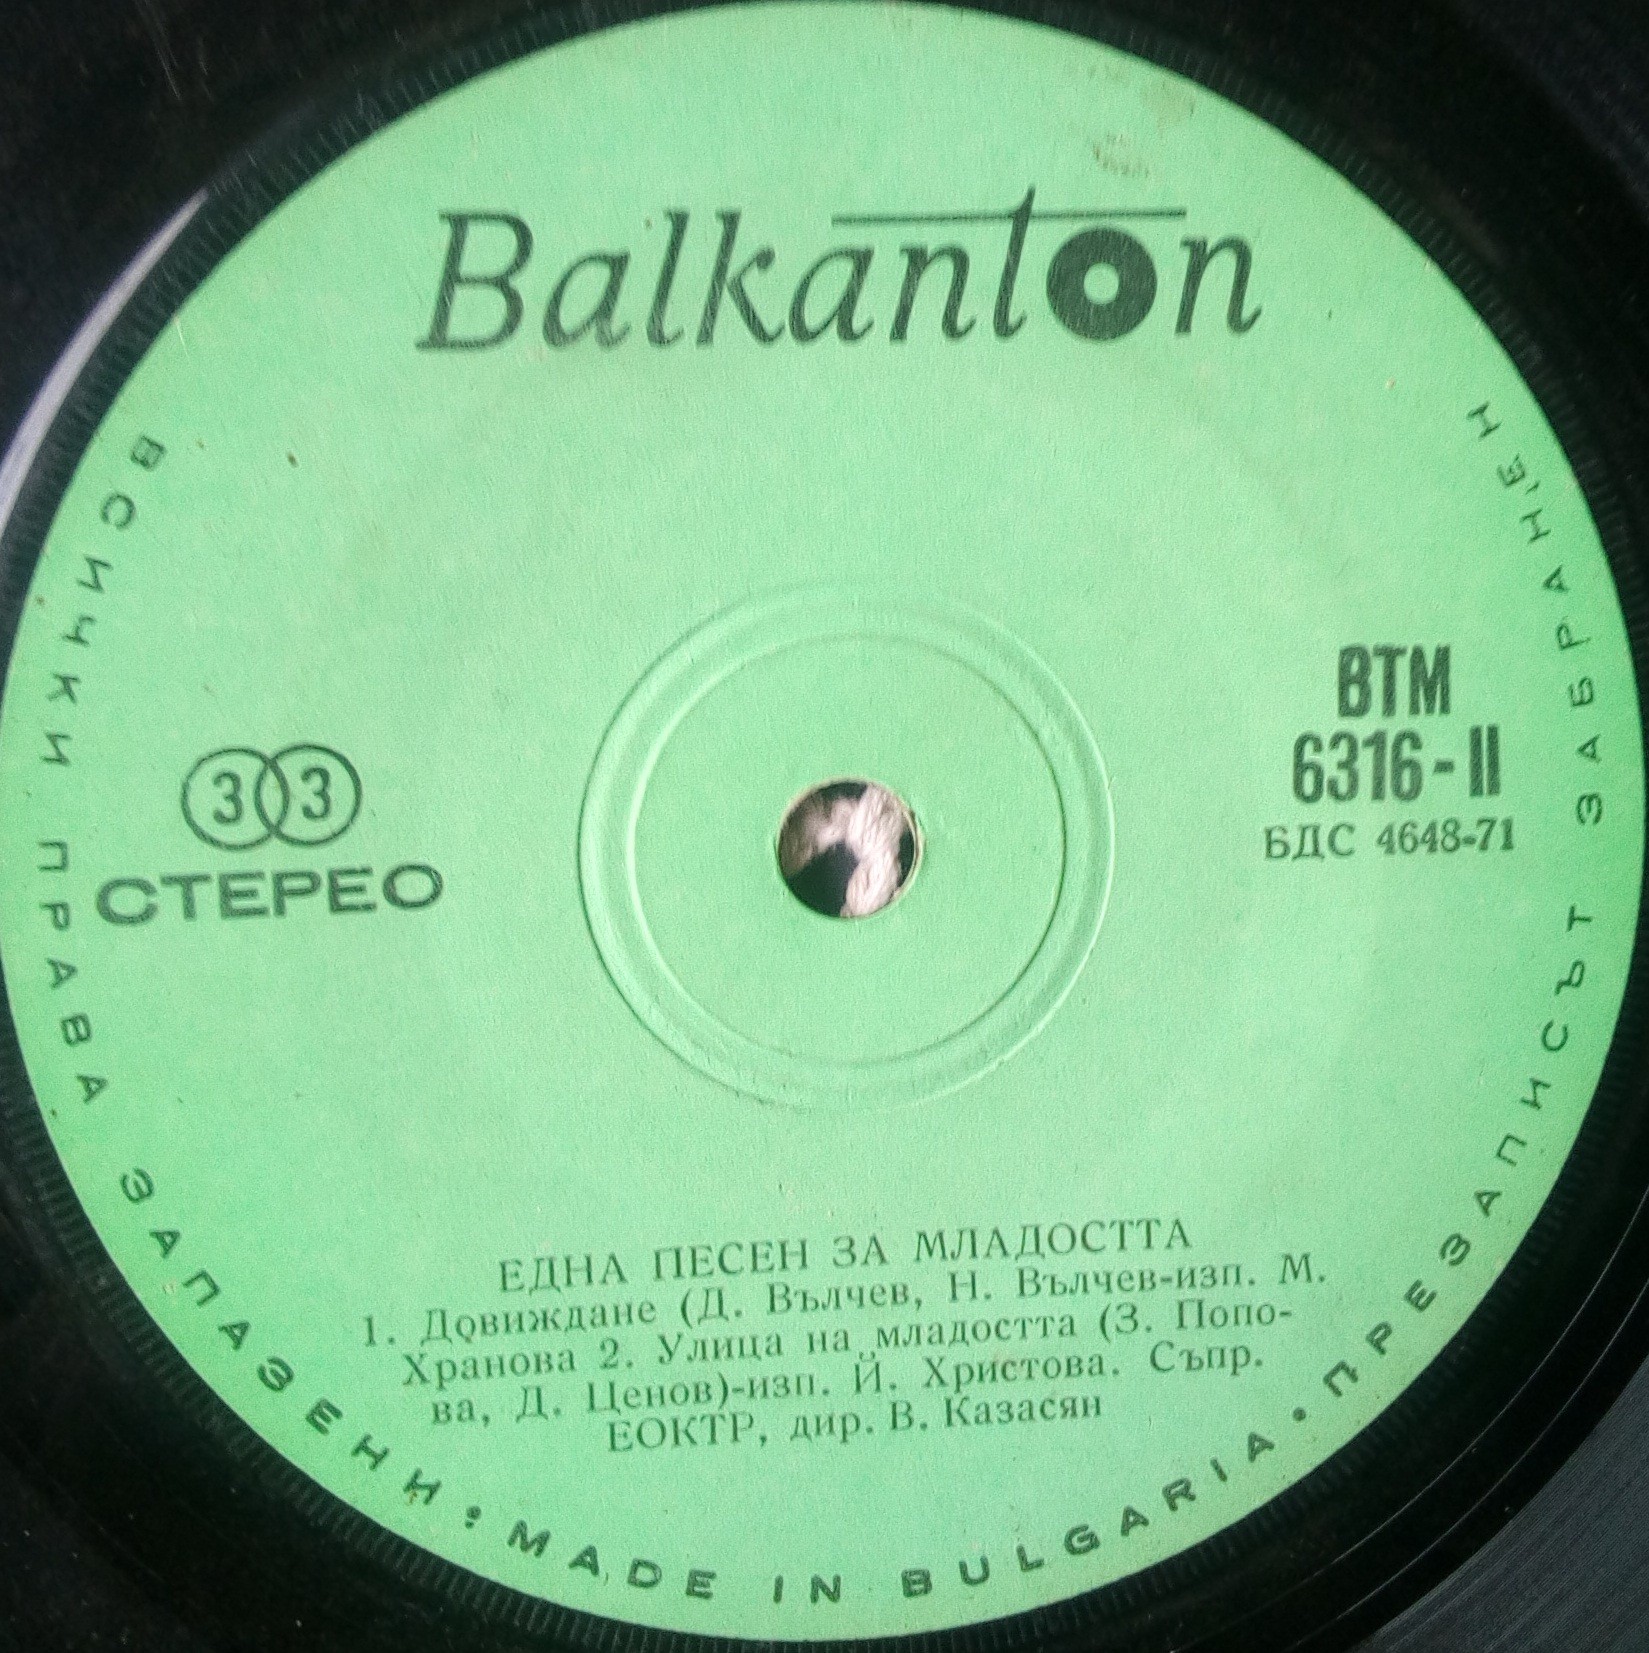 Balkanton
ВТМ
6316-II
БДС 4648-71
33
СТЕРЕО
ЕДНА ПЕСЕН ЗА МЛАДОСТТА
1. Довиждане (Д. Вълчев, Н. Вълчев-изп. М.
Хранова 2. Улица на младостта (З. Попо-
ва, Д. Ценов)-изп. Й. Христова. Съпр.
ЕОКТР, дир. В. Казасян
ВСИЧКИ ПРАВА ЗАПАЗЕНИ • MADE IN BULGARIA • ПРЕЗАПИСЪТ ЗАБРАНЕН